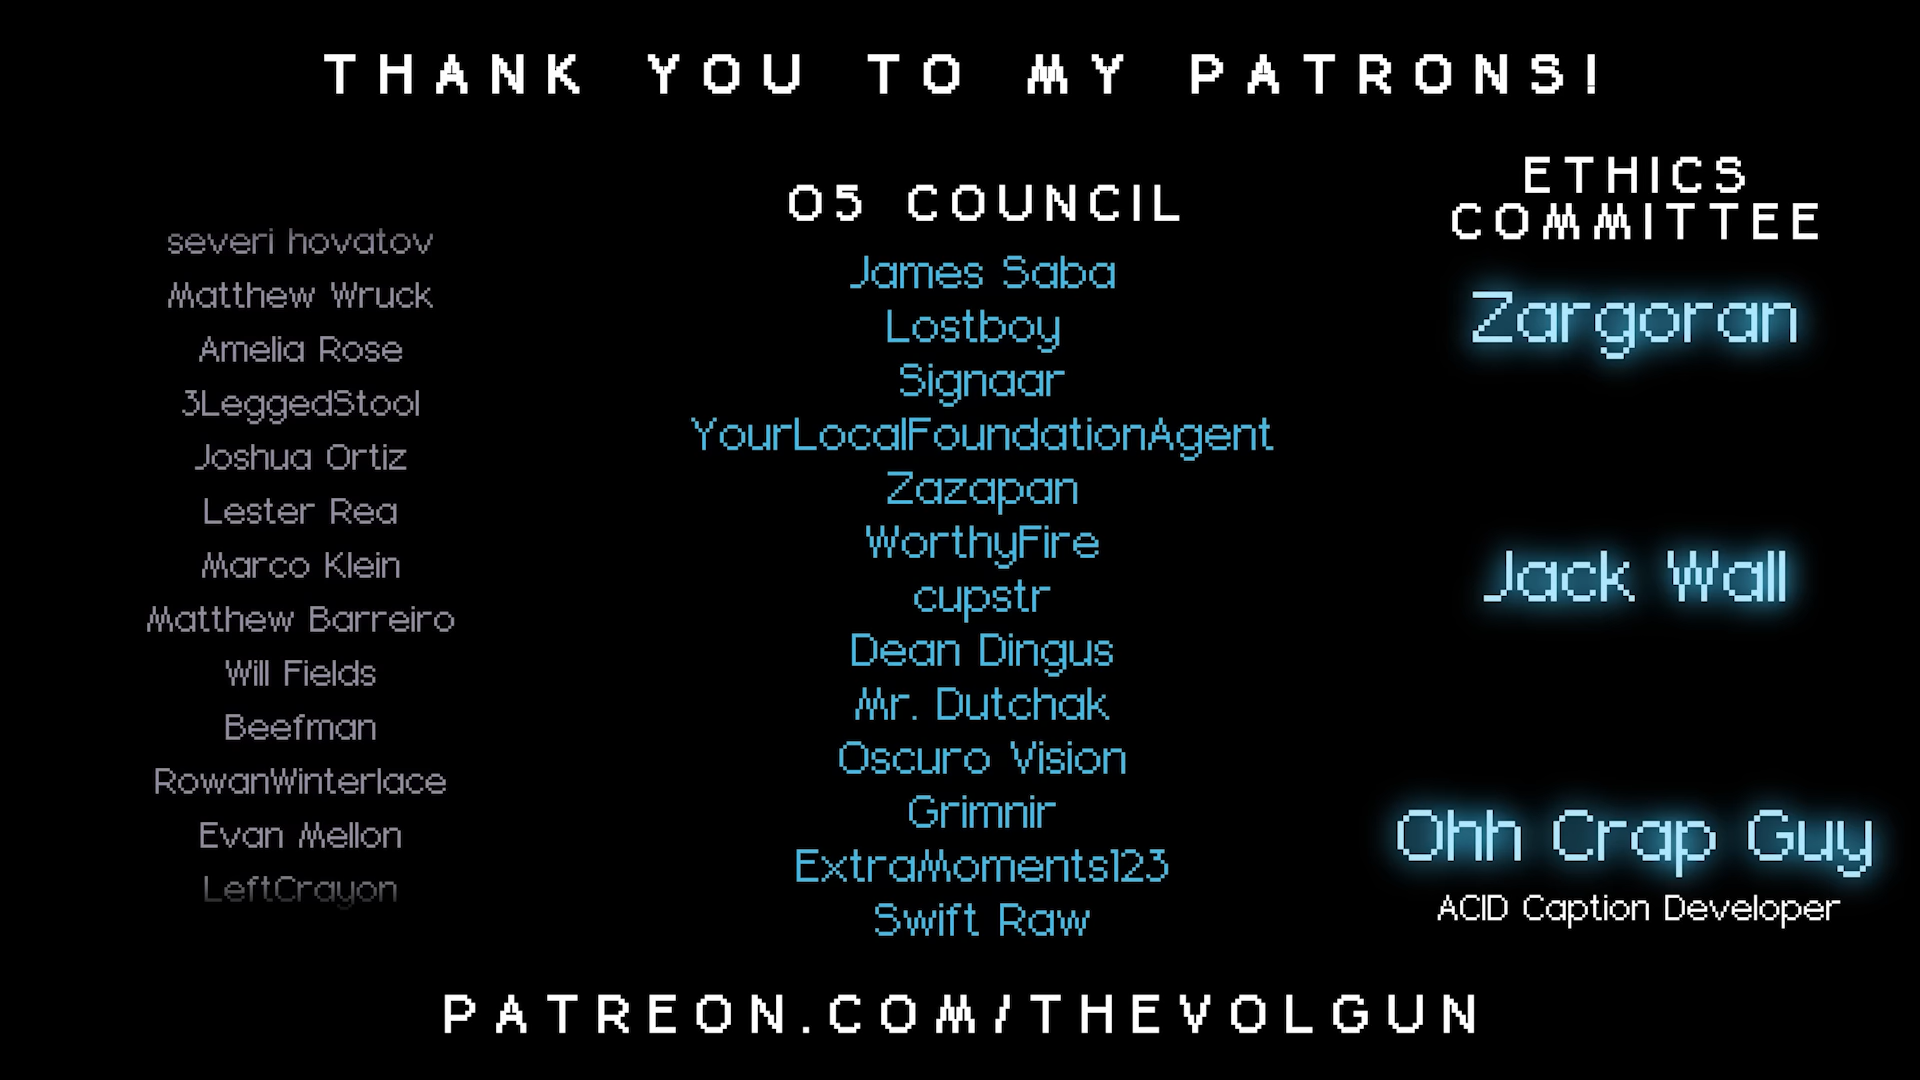 THANK YOU TO MY PATRONS!
severi hovatov
Matthew Wruck
Amelia Rose
3LeggedStool
Joshua Ortiz
Lester Rea
Marco Klein
Matthew Barreiro
Will Fields
Beefman
RowanWinterlace
Evan Mellon
LeftCrayon
O5 COUNCIL
James Saba
Lostboy
Signaar
YourLocalFoundationAgent
Zazapan
WorthyFire
cupstr
Dean Dingus
Mr. Dutchak
Oscuro Vision
Grimnir
ExtraMoments123
Swift Raw
ETHICS
COMMITTEE
Zargoran
Jack Wall
Ohh Crap Guy
ACID Caption Developer
PATREON.COM/THEVOLGUN